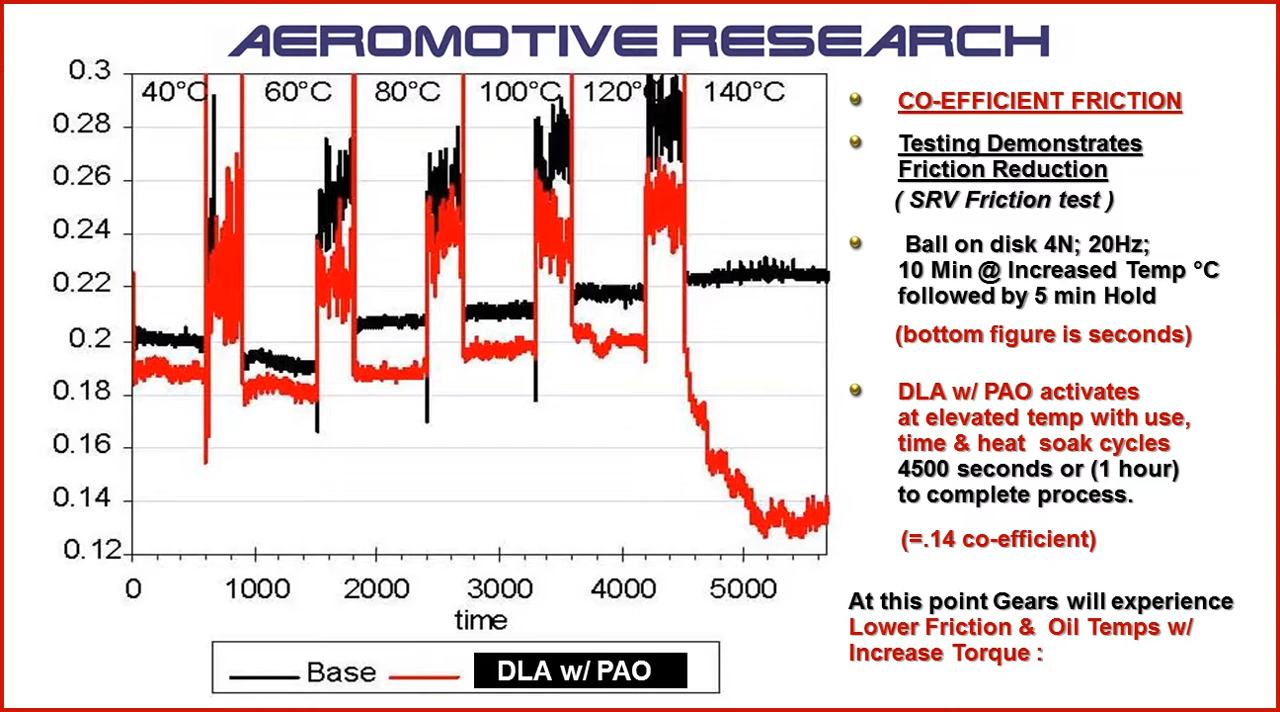 AEROMOTIVE RESEARCH
0.3
0.28
0.26
0.24
0.22
0.2
0.18
0.16
0.14
0.12
40°C 60°C 80°C 100°C 120°C 140°C
0 1000 2000 3000 4000 5000
time
Base DLA w/ PAO
CO-EFFICIENT FRICTION
Testing Demonstrates
Friction Reduction
( SRV Friction test )
Ball on disk 4N; 20Hz;
10 Min @ Increased Temp °C
followed by 5 min Hold
(bottom figure is seconds)
DLA w/ PAO activates
at elevated temp with use,
time & heat soak cycles
4500 seconds or (1 hour)
to complete process.
(=.14 co-efficient)
At this point Gears will experience
Lower Friction & Oil Temps w/
Increase Torque :